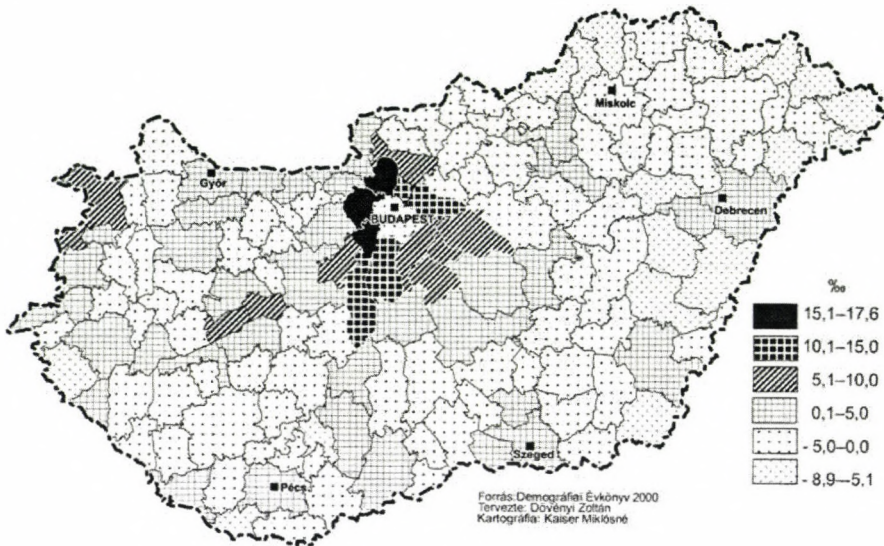 Miskolc
Győr
BUDAPEST
Debrecen
‰
15,1–17,6
10,1–15,0
5,1–10,0
0,1–5,0
- 5,0–0,0
- 8,9–-5,1
Szeged
Pécs
Forrás:Demográfiai Évkönyv 2000
Tervezte: Dövényi Zoltán
Kartográfia: Kaiser Miklósné